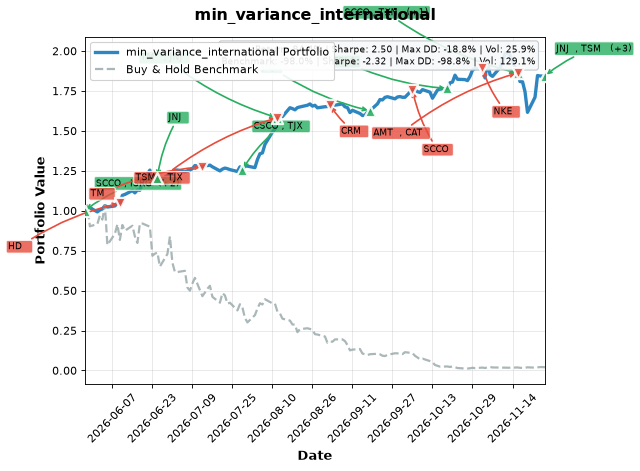 min_variance_international
JNJ , TSM (+3)
min_variance_international Portfolio
Buy & Hold Benchmark
Sharpe: 2.50 | Max DD: -18.8% | Vol: 25.9%
Sharpe: -2.32 | Max DD: -98.8% | Vol: 129.1%
JNJ
CSCO , TJX
CRM
AMT , CAT
NKE
SCCO
TSM , TJX
TM
HD
Portfolio Value
2.00
1.75
1.50
1.25
1.00
0.75
0.50
0.25
0.00
2026-06-07
2026-06-23
2026-07-09
2026-07-25
2026-08-10
2026-08-26
2026-09-11
2026-09-27
2026-10-13
2026-10-29
2026-11-14
Date